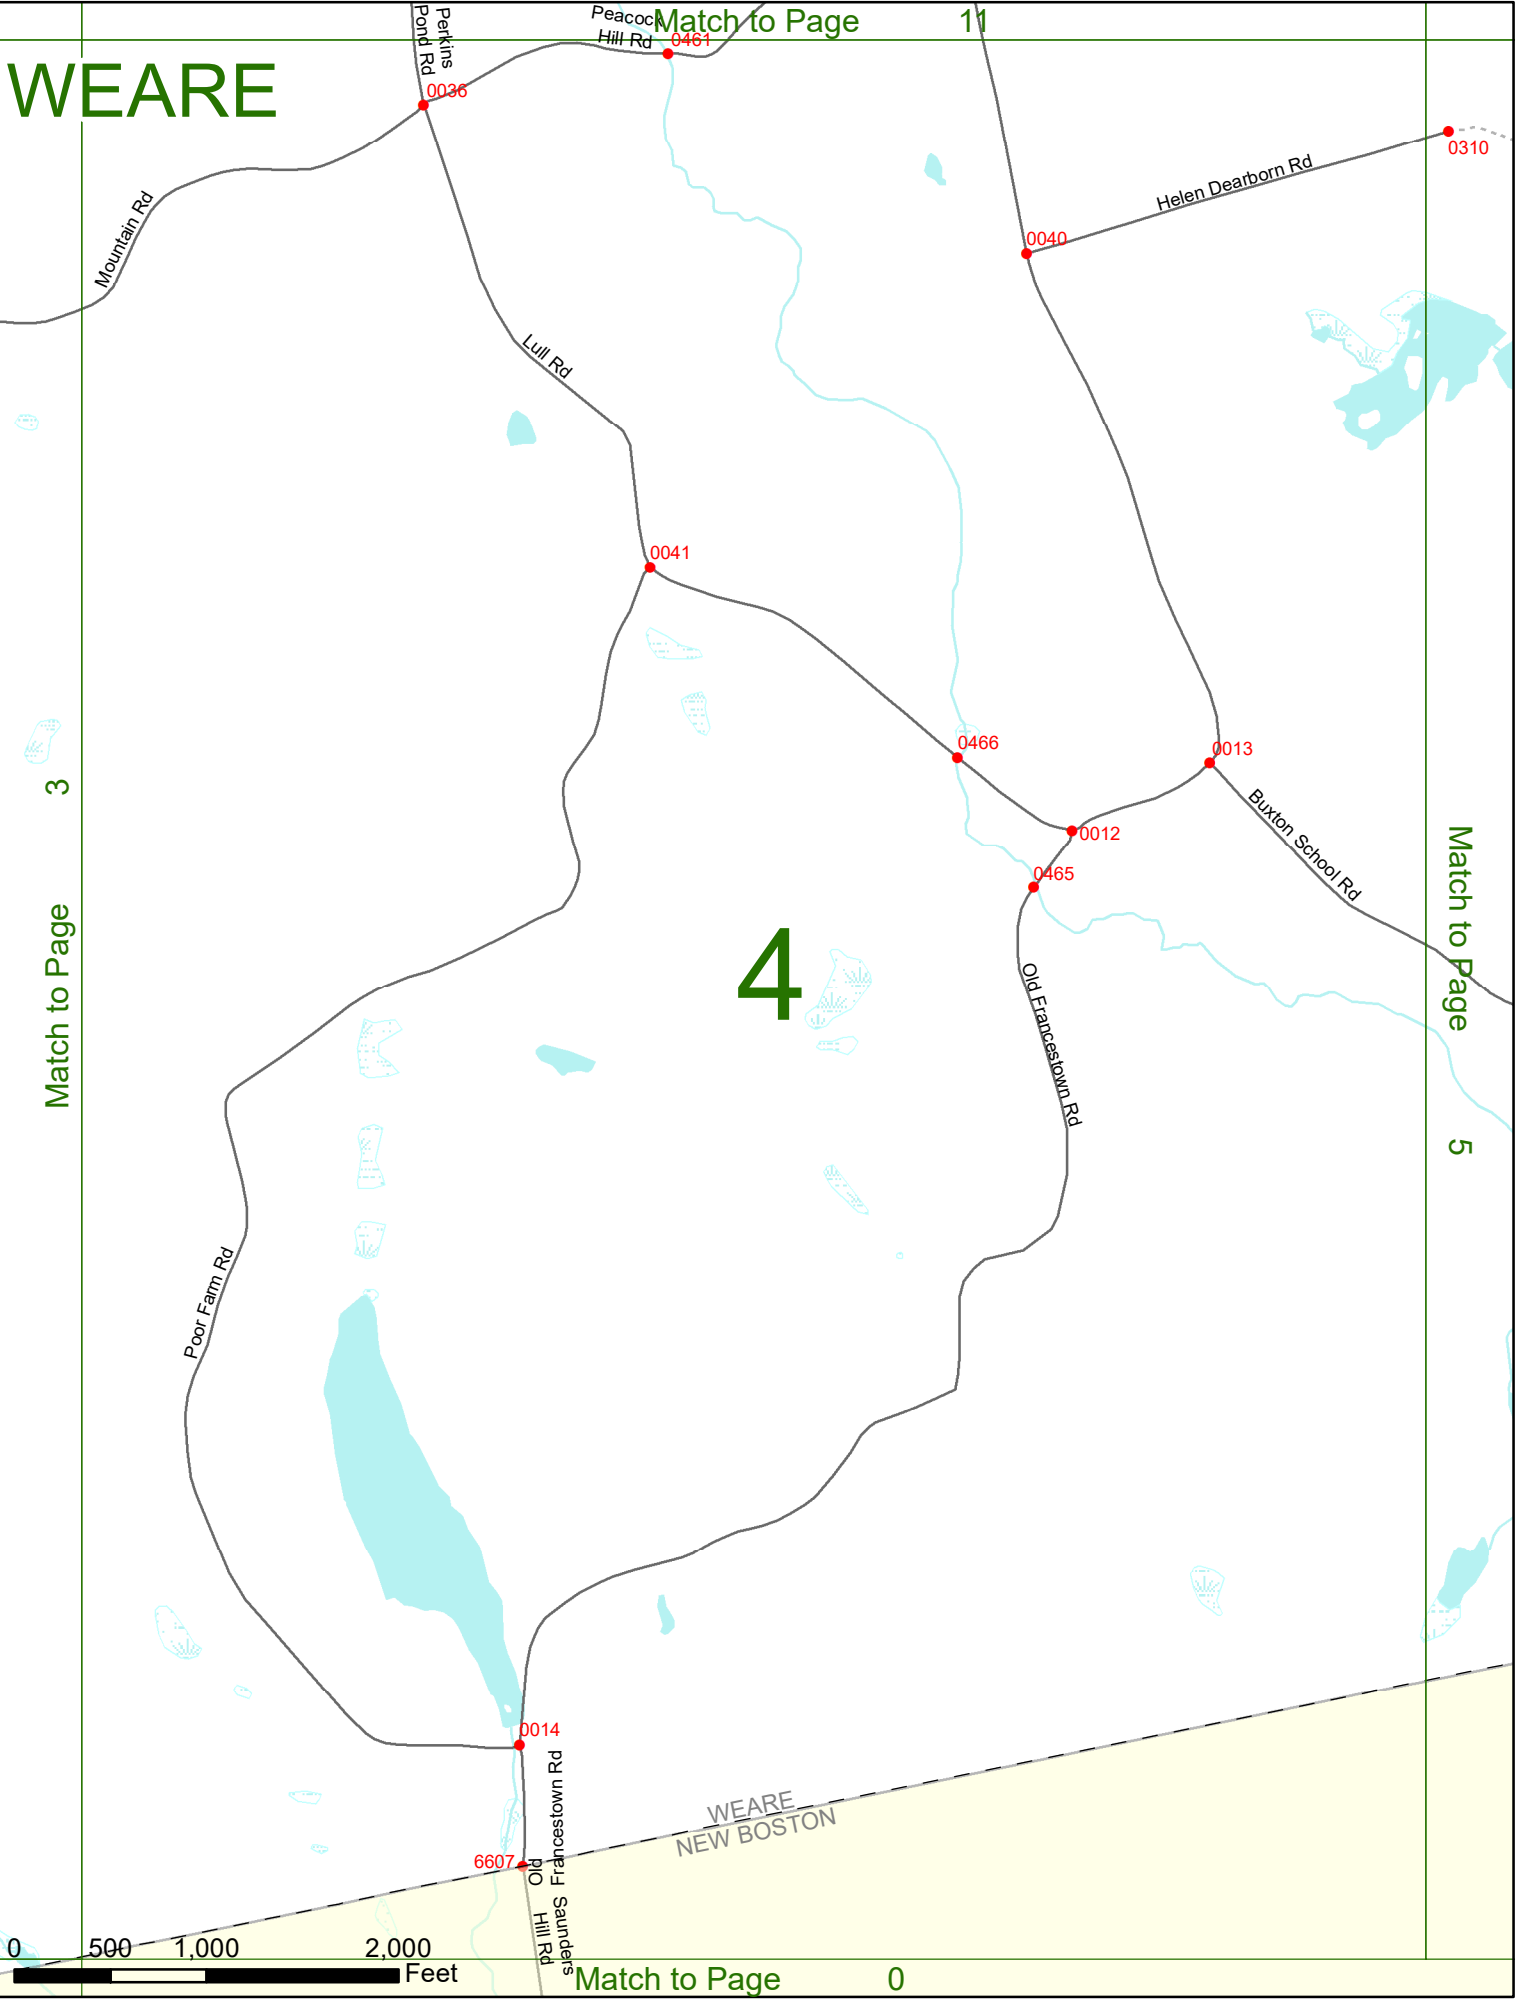 Match to Page 11
WEARE
Perkins
Pond Rd
Peacock
Hill Rd
0461
0036
0310
Helen Dearborn Rd
0040
Mountain Rd
Lull Rd
0041
0466
0013
0012
Buxton School Rd
0465
Match to Page 3
4
Match to Page 5
Old Francestown Rd
Poor Farm Rd
0014
Old
Francestown Rd
WEARE
NEW BOSTON
6607
Saunders
Hill Rd
0 500 1,000 2,000
Feet
Match to Page 0